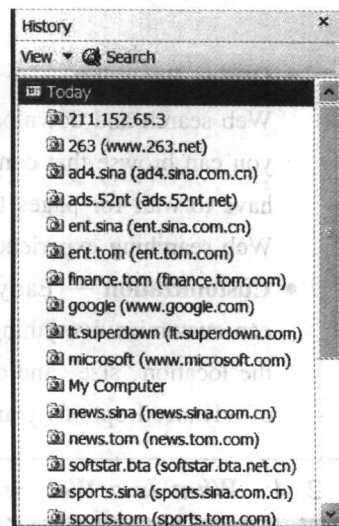 History ×
View Search
Today
211.152.65.3
263 (www.263.net)
ad4.sina (ad4.sina.com.cn)
ads.52nt (ads.52nt.net)
ent.sina (ent.sina.com.cn)
ent.tom (ent.tom.com)
finance.tom (finance.tom.com)
google (www.google.com)
lt.superdown (lt.superdown.com)
microsoft (www.microsoft.com)
My Computer
news.sina (news.sina.com.cn)
news.tom (news.tom.com)
softstar.bta (softstar.bta.net.cn)
sports.sina (sports.sina.com.cn)
sports.tom (sports.tom.com)